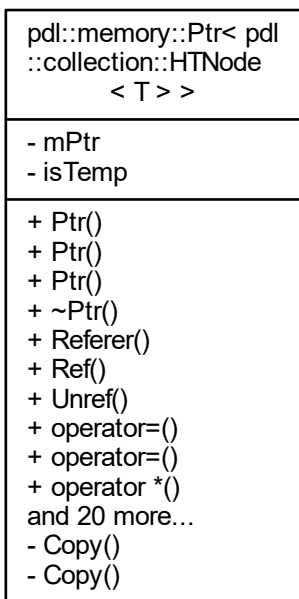 pdl::memory::Ptr< pdl
::collection::HTNode
< T > >
- mPtr
- isTemp
+ Ptr()
+ Ptr()
+ Ptr()
+ ~Ptr()
+ Referer()
+ Ref()
+ Unref()
+ operator=()
+ operator=()
+ operator *()
and 20 more...
- Copy()
- Copy()